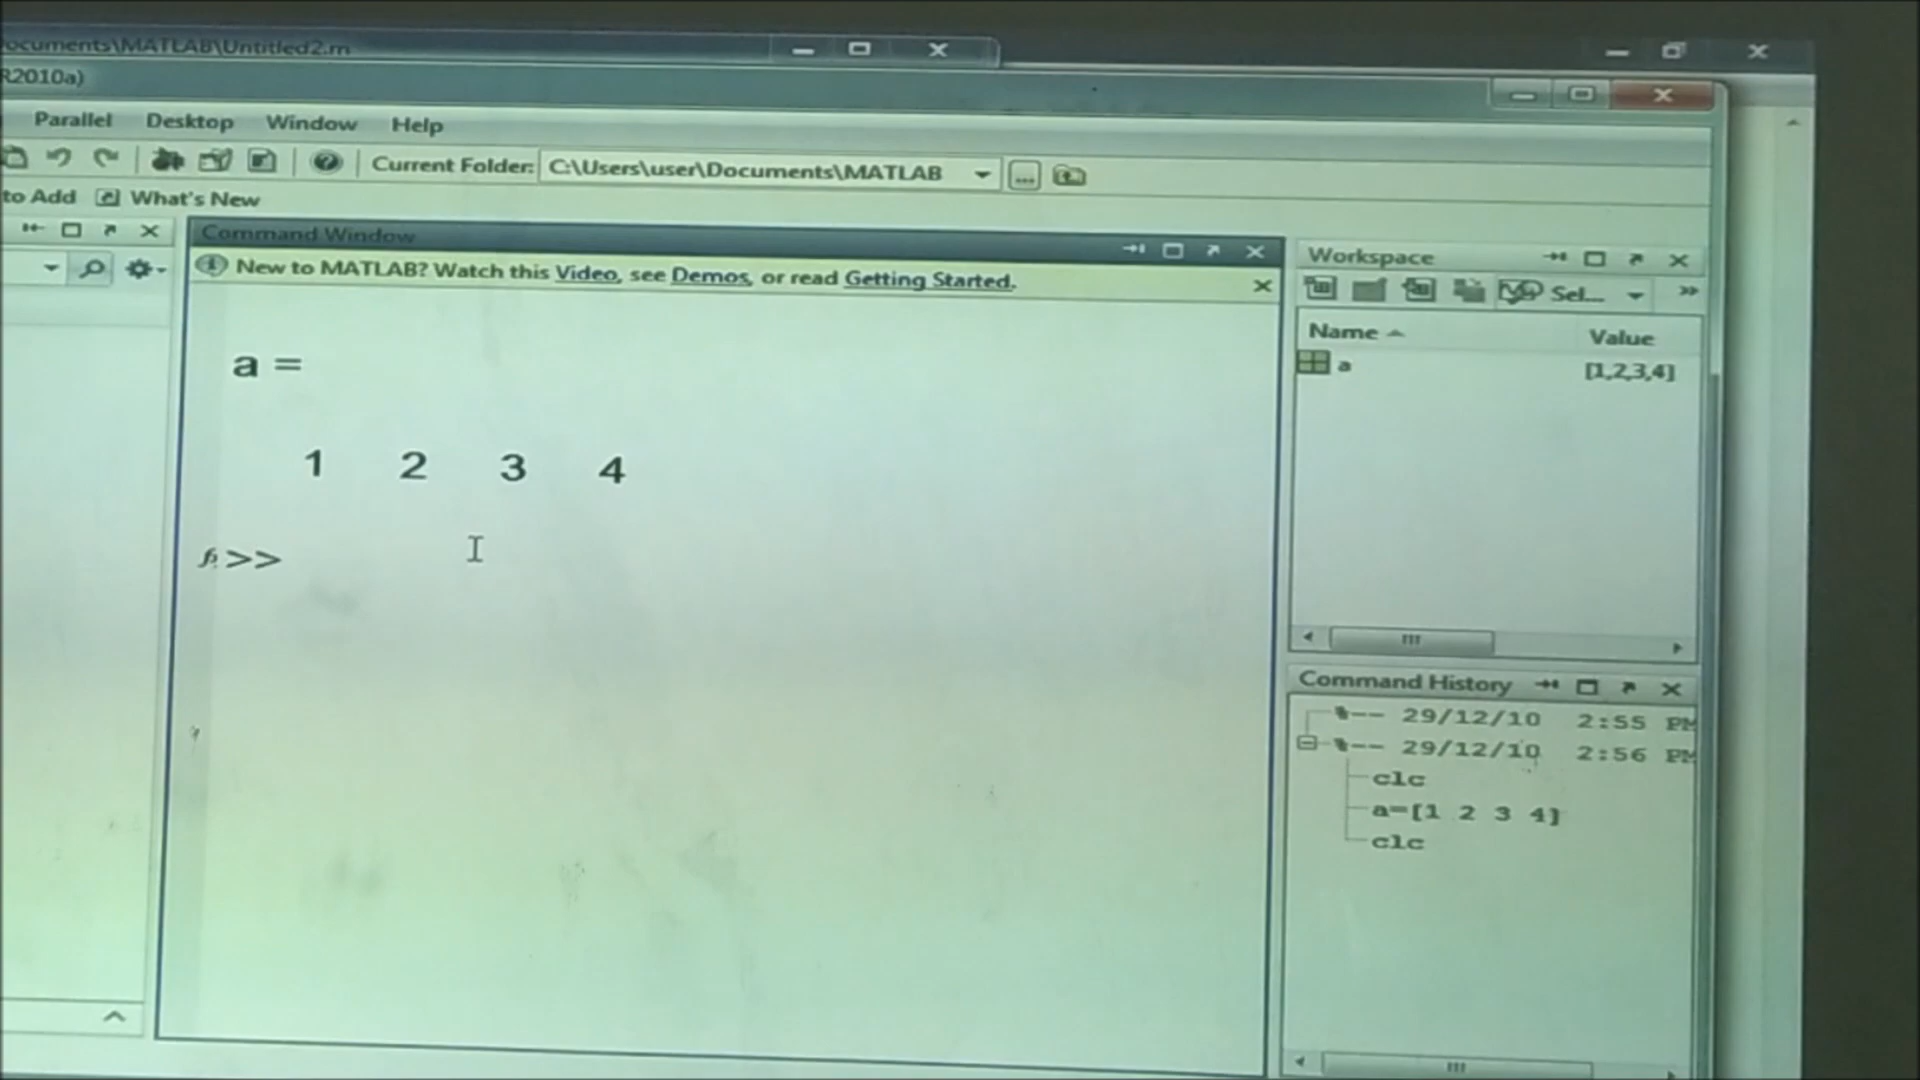 ocuments\MATLAB\Untitled2.m
R2010a)
Parallel Desktop Window Help
Current Folder: C:\Users\user\Documents\MATLAB ...
to Add What's New
Command Window
New to MATLAB? Watch this Video, see Demos, or read Getting Started.
a =
1 2 3 4
fx >>
Workspace
Sel... »
Name Value
a [1,2,3,4]
Command History
%-- 29/12/10 2:55 PM
%-- 29/12/10 2:56 PM
clc
a=[1 2 3 4]
clc